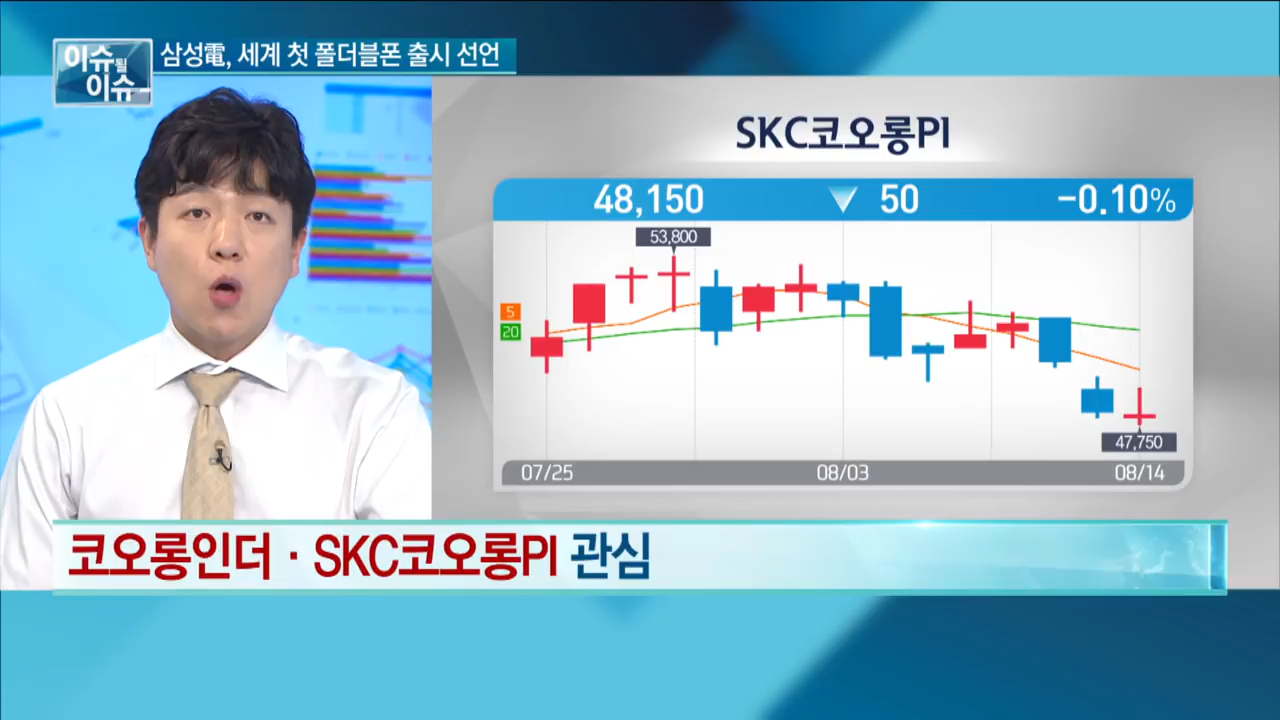 이슈될
이슈
삼성電, 세계 첫 폴더블폰 출시 선언
SKC코오롱PI
48,150 ▼ 50 -0.10%
53,800
5
20
47,750
07/25 08/03 08/14
코오롱인더 · SKC코오롱PI 관심